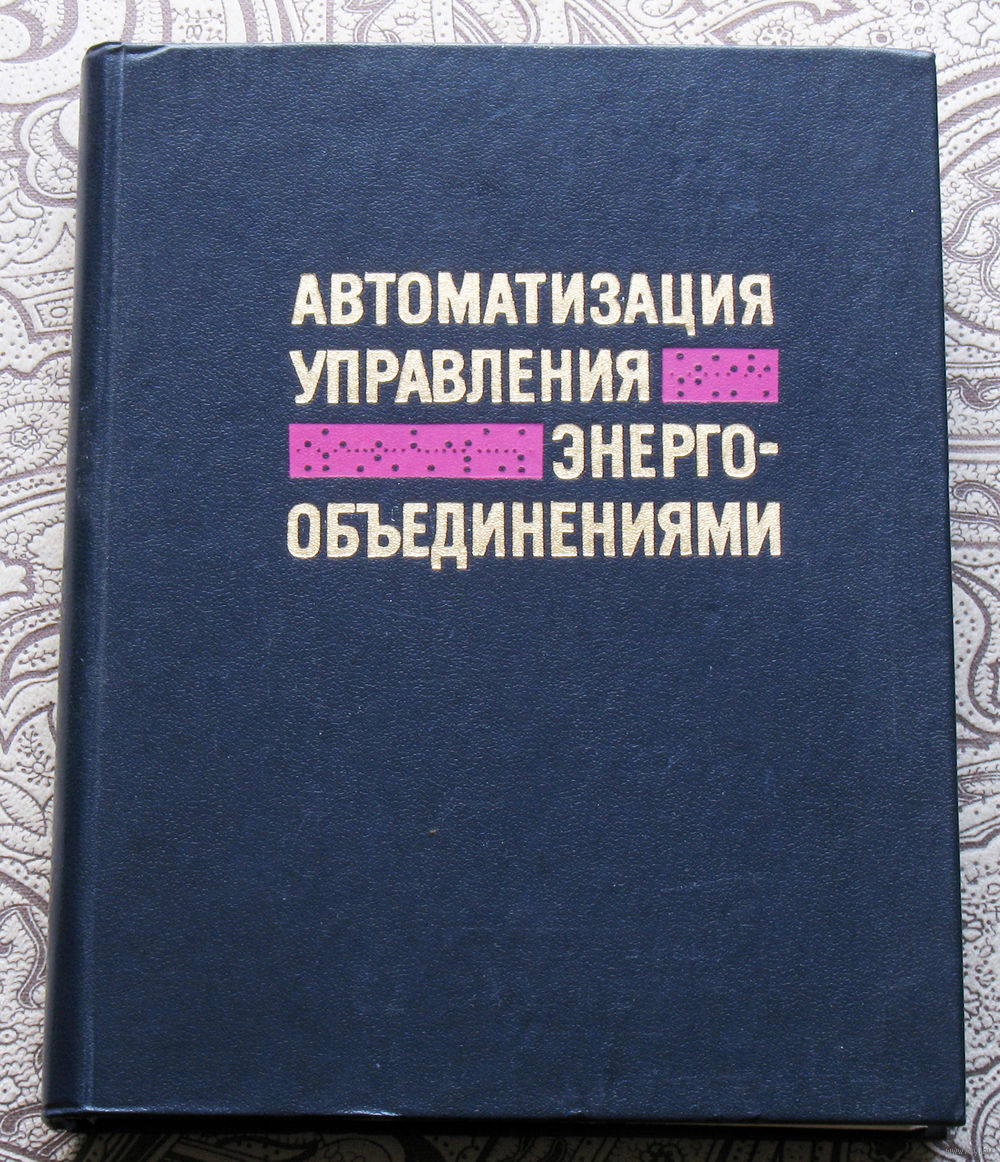 АВТОМАТИЗАЦИЯ
УПРАВЛЕНИЯ
ЭНЕРГО-
ОБЪЕДИНЕНИЯМИ